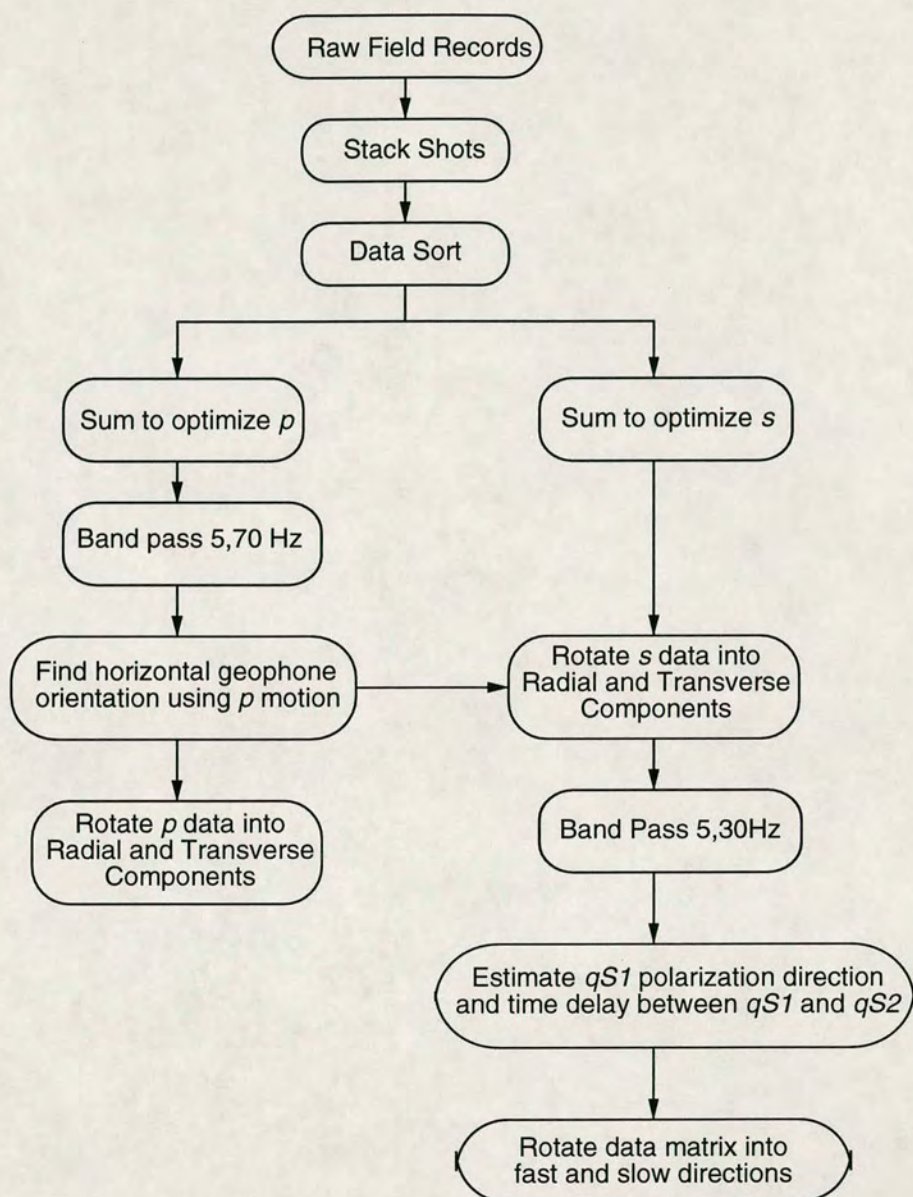 Raw Field Records
Stack Shots
Data Sort
Sum to optimize p
Sum to optimize s
Band pass 5,70 Hz
Find horizontal geophone
orientation using p motion
Rotate s data into
Radial and Transverse
Components
Rotate p data into
Radial and Transverse
Components
Band Pass 5,30Hz
Estimate qS1 polarization direction
and time delay between qS1 and qS2
Rotate data matrix into
fast and slow directions